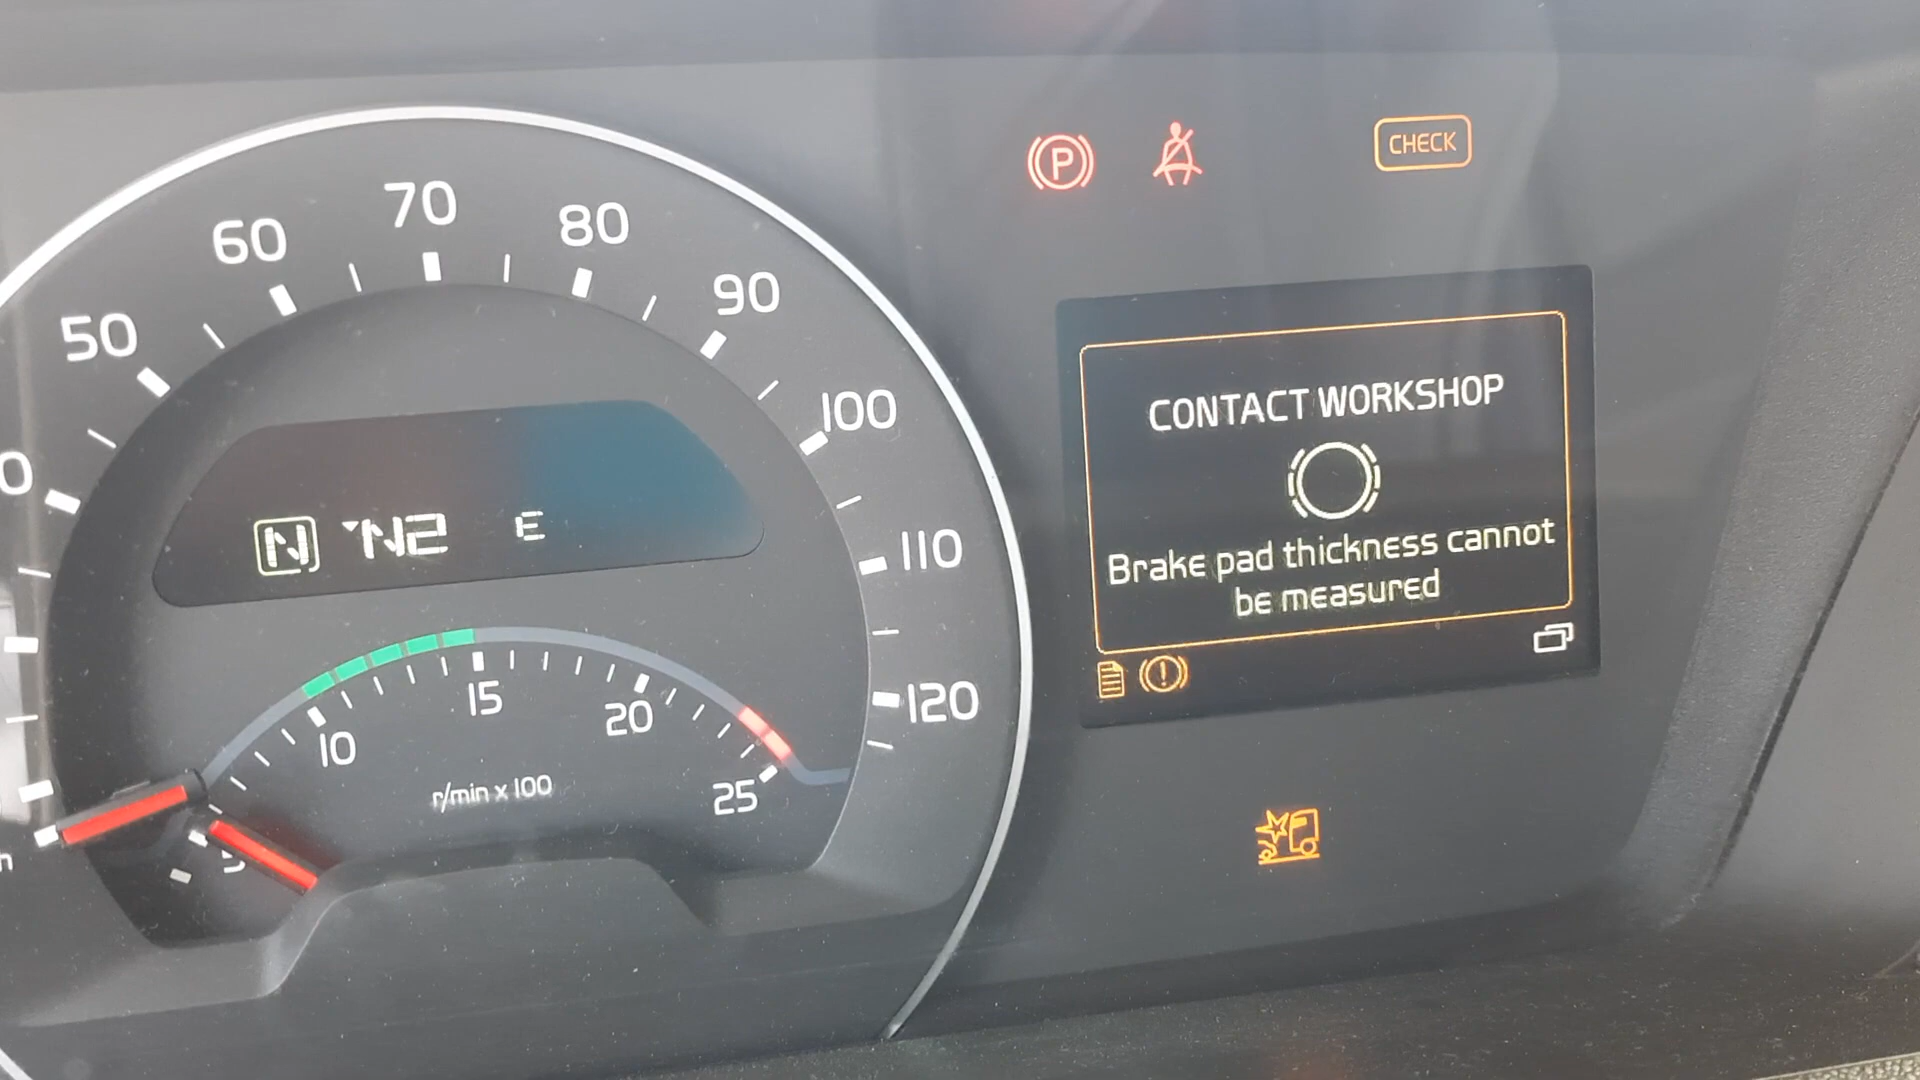 50
60
70
80
90
100
110
120
N N2 E
10
15
20
25
r/min x 100
P
CHECK
CONTACT WORKSHOP
Brake pad thickness cannot
be measured
!